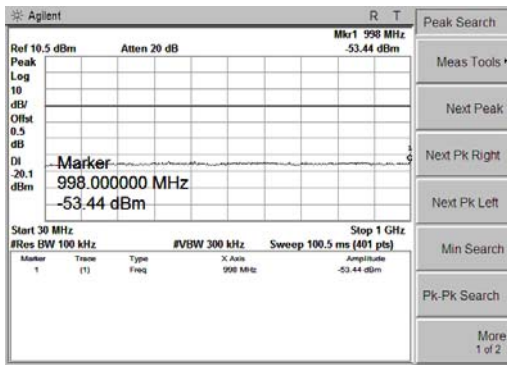 Agilent
R T
Mkr1 998 MHz
Ref 10.5 dBm
Atten 20 dB
-53.44 dBm
Peak
Log
10
dB/
Offst
0.5
dB
DI
-20.1
dBm
1
Marker
998.000000 MHz
-53.44 dBm
Start 30 MHz
Stop 1 GHz
#Res BW 100 kHz
#VBW 300 kHz
Sweep 100.5 ms (401 pts)
Marker Trace Type X Axis Amplitude
1 (1) Freq 998 MHz -53.44 dBm
Peak Search
Meas Tools
Next Peak
Next Pk Right
Next Pk Left
Min Search
Pk-Pk Search
More
1 of 2